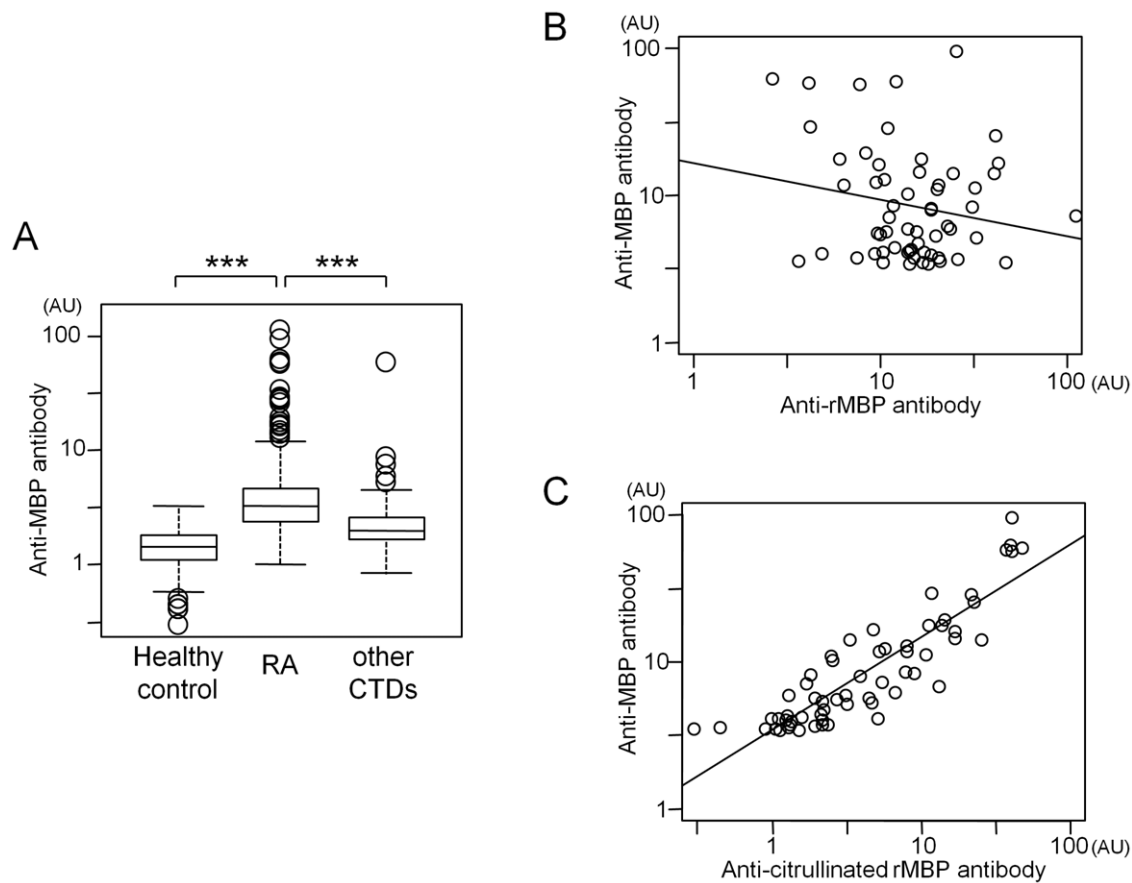 A
*** ***
(AU)
100
10
1
Anti-MBP antibody
Healthy
control
RA
other
CTDs
B
(AU)
100
10
1
Anti-MBP antibody
1 10 100 (AU)
Anti-rMBP antibody
C
(AU)
100
10
1
Anti-MBP antibody
1 10 100 (AU)
Anti-citrullinated rMBP antibody